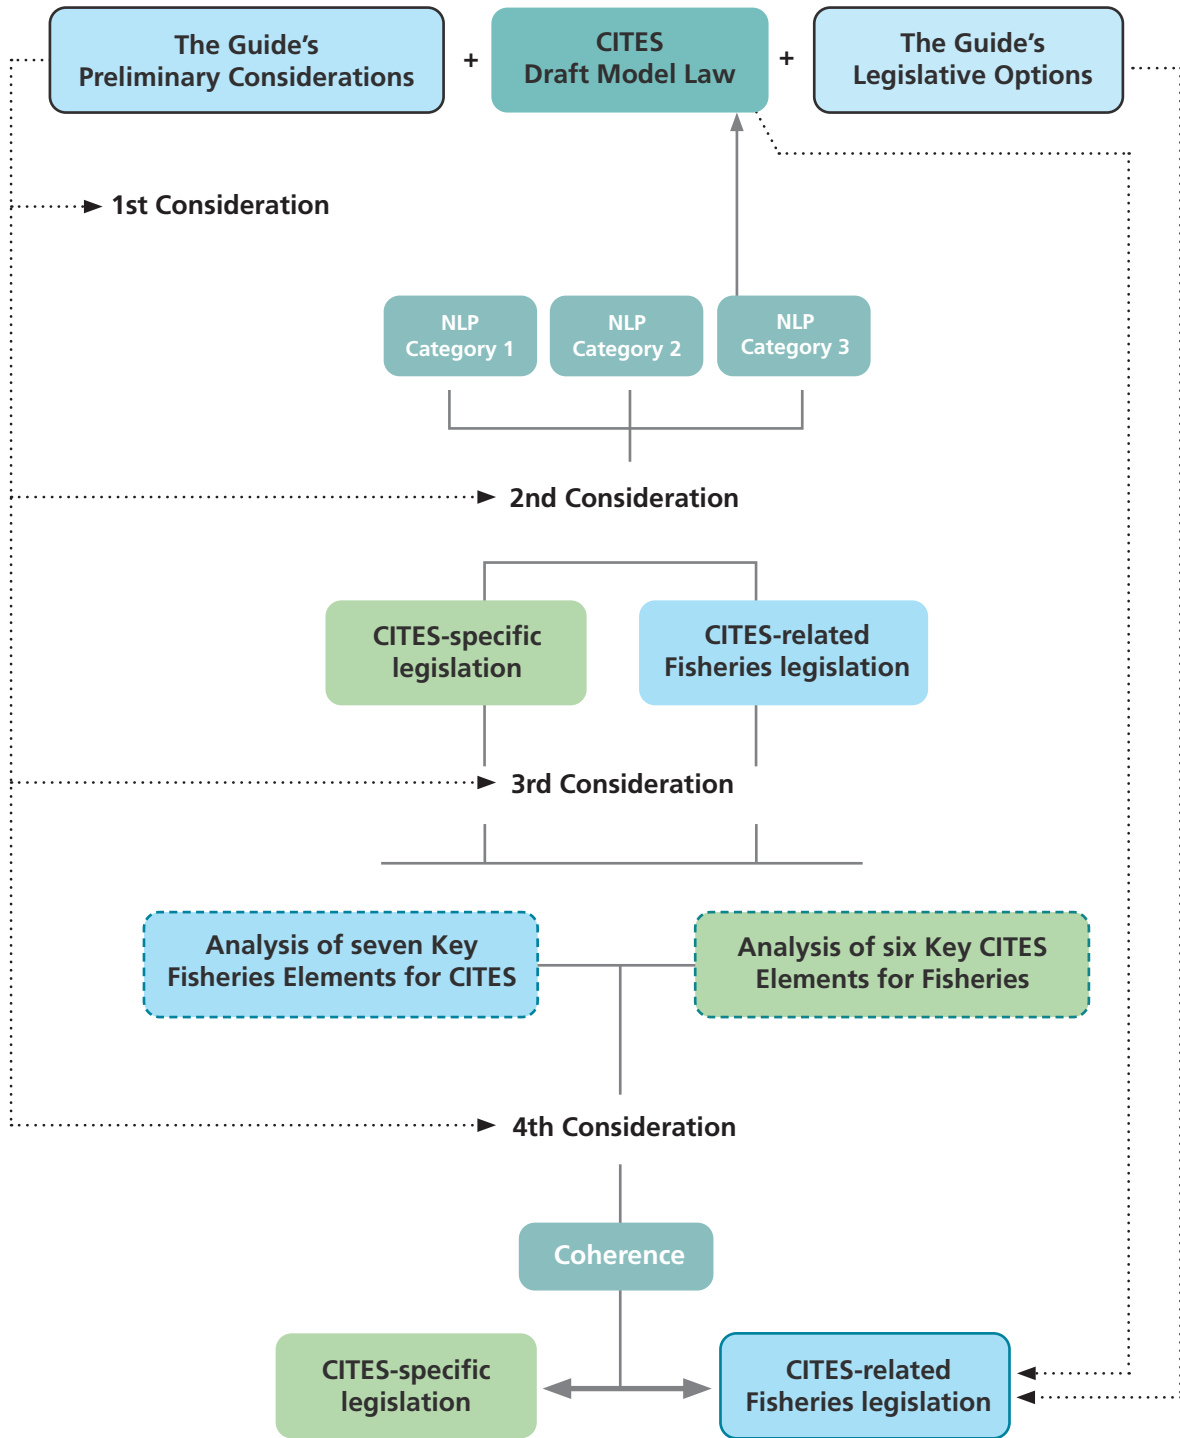 The Guide’s
Preliminary Considerations
+
CITES
Draft Model Law
+
The Guide’s
Legislative Options
1st Consideration
NLP
Category 1
NLP
Category 2
NLP
Category 3
2nd Consideration
CITES-specific
legislation
CITES-related
Fisheries legislation
3rd Consideration
Analysis of seven Key
Fisheries Elements for CITES
Analysis of six Key CITES
Elements for Fisheries
4th Consideration
Coherence
CITES-specific
legislation
CITES-related
Fisheries legislation